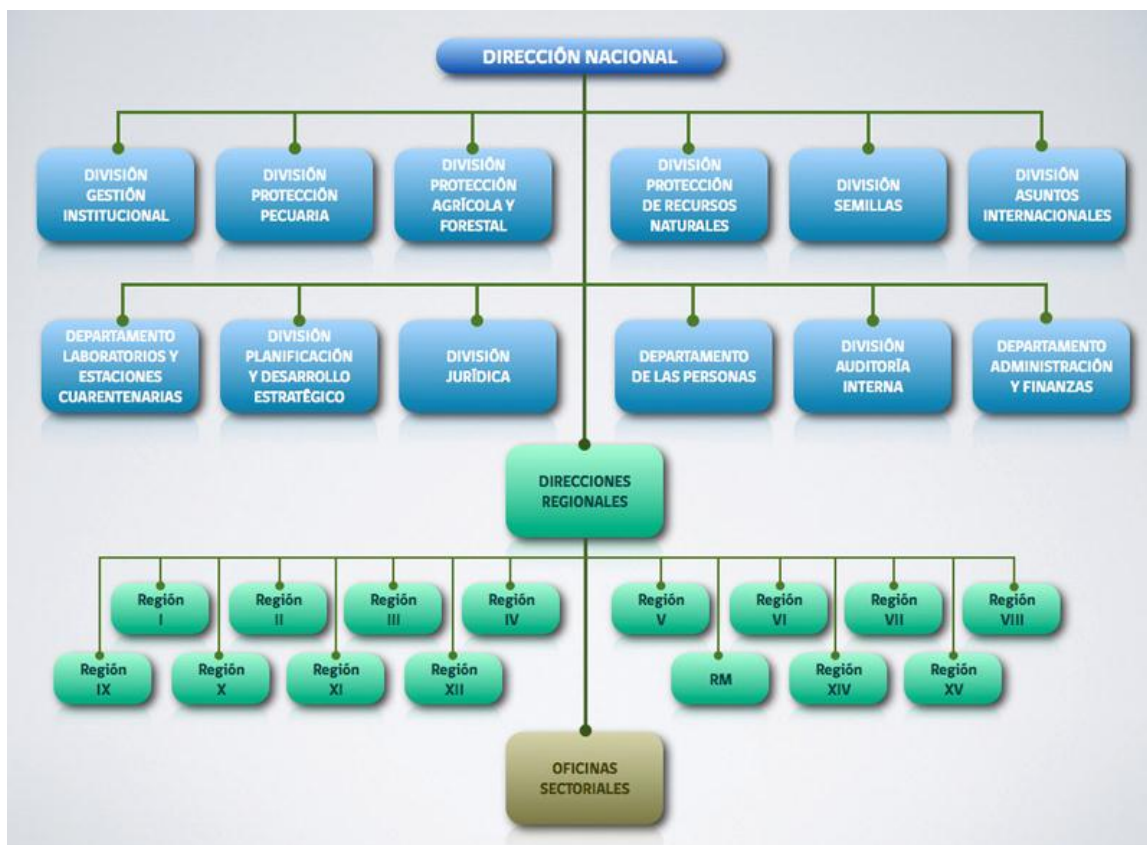 DIRECCIÓN NACIONAL
DIVISIÓN
GESTIÓN
INSTITUCIONAL
DIVISIÓN
PROTECCIÓN
PECUARIA
DIVISIÓN
PROTECCIÓN
AGRÍCOLA Y
FORESTAL
DIVISIÓN
PROTECCIÓN
DE RECURSOS
NATURALES
DIVISIÓN
SEMILLAS
DIVISIÓN
ASUNTOS
INTERNACIONALES
DEPARTAMENTO
LABORATORIOS Y
ESTACIONES
CUARENTENARIAS
DIVISIÓN
PLANIFICACIÓN
Y DESARROLLO
ESTRATÉGICO
DIVISIÓN
JURÍDICA
DEPARTAMENTO
DE LAS PERSONAS
DIVISIÓN
AUDITORÍA
INTERNA
DEPARTAMENTO
ADMINISTRACIÓN
Y FINANZAS
DIRECCIONES
REGIONALES
Región
I
Región
II
Región
III
Región
IV
Región
V
Región
VI
Región
VII
Región
VIII
Región
IX
Región
X
Región
XI
Región
XII
RM
Región
XIV
Región
XV
OFICINAS
SECTORIALES